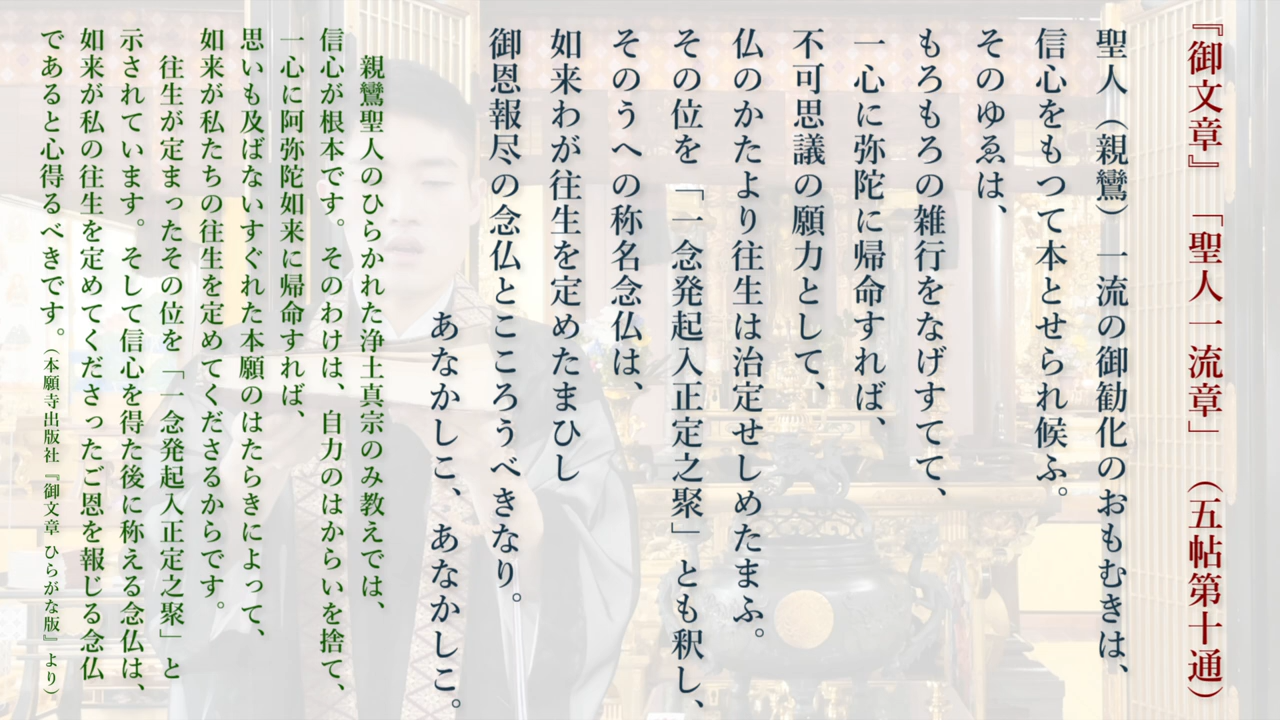 『御文章』「聖人一流章」（五帖第十通）
聖人（親鸞）一流の御勧化のおもむきは、
信心をもつて本とせられ候ふ。
そのゆゑは、
もろもろの雑行をなげすてて、
一心に弥陀に帰命すれば、
不可思議の願力として、
仏のかたより往生は治定せしめたまふ。
その位を「一念発起入正定之聚」とも釈し、
そのうへの称名念仏は、
如来わが往生を定めたまひし
御恩報尽の念仏とこころうべきなり。
あなかしこ、あなかしこ。
親鸞聖人のひらかれた浄土真宗のみ教えでは、
信心が根本です。そのわけは、自力のはからいを捨て、
一心に阿弥陀如来に帰命すれば、
思いも及ばないすぐれた本願のはたらきによって、
如来が私たちの往生を定めてくださるからです。
往生が定まったその位を「一念発起入正定之聚」と
示されています。そして信心を得た後に称える念仏は、
如来が私の往生を定めてくださったご恩を報じる念仏
であると心得るべきです。（本願寺出版社『御文章 ひらがな版』より）